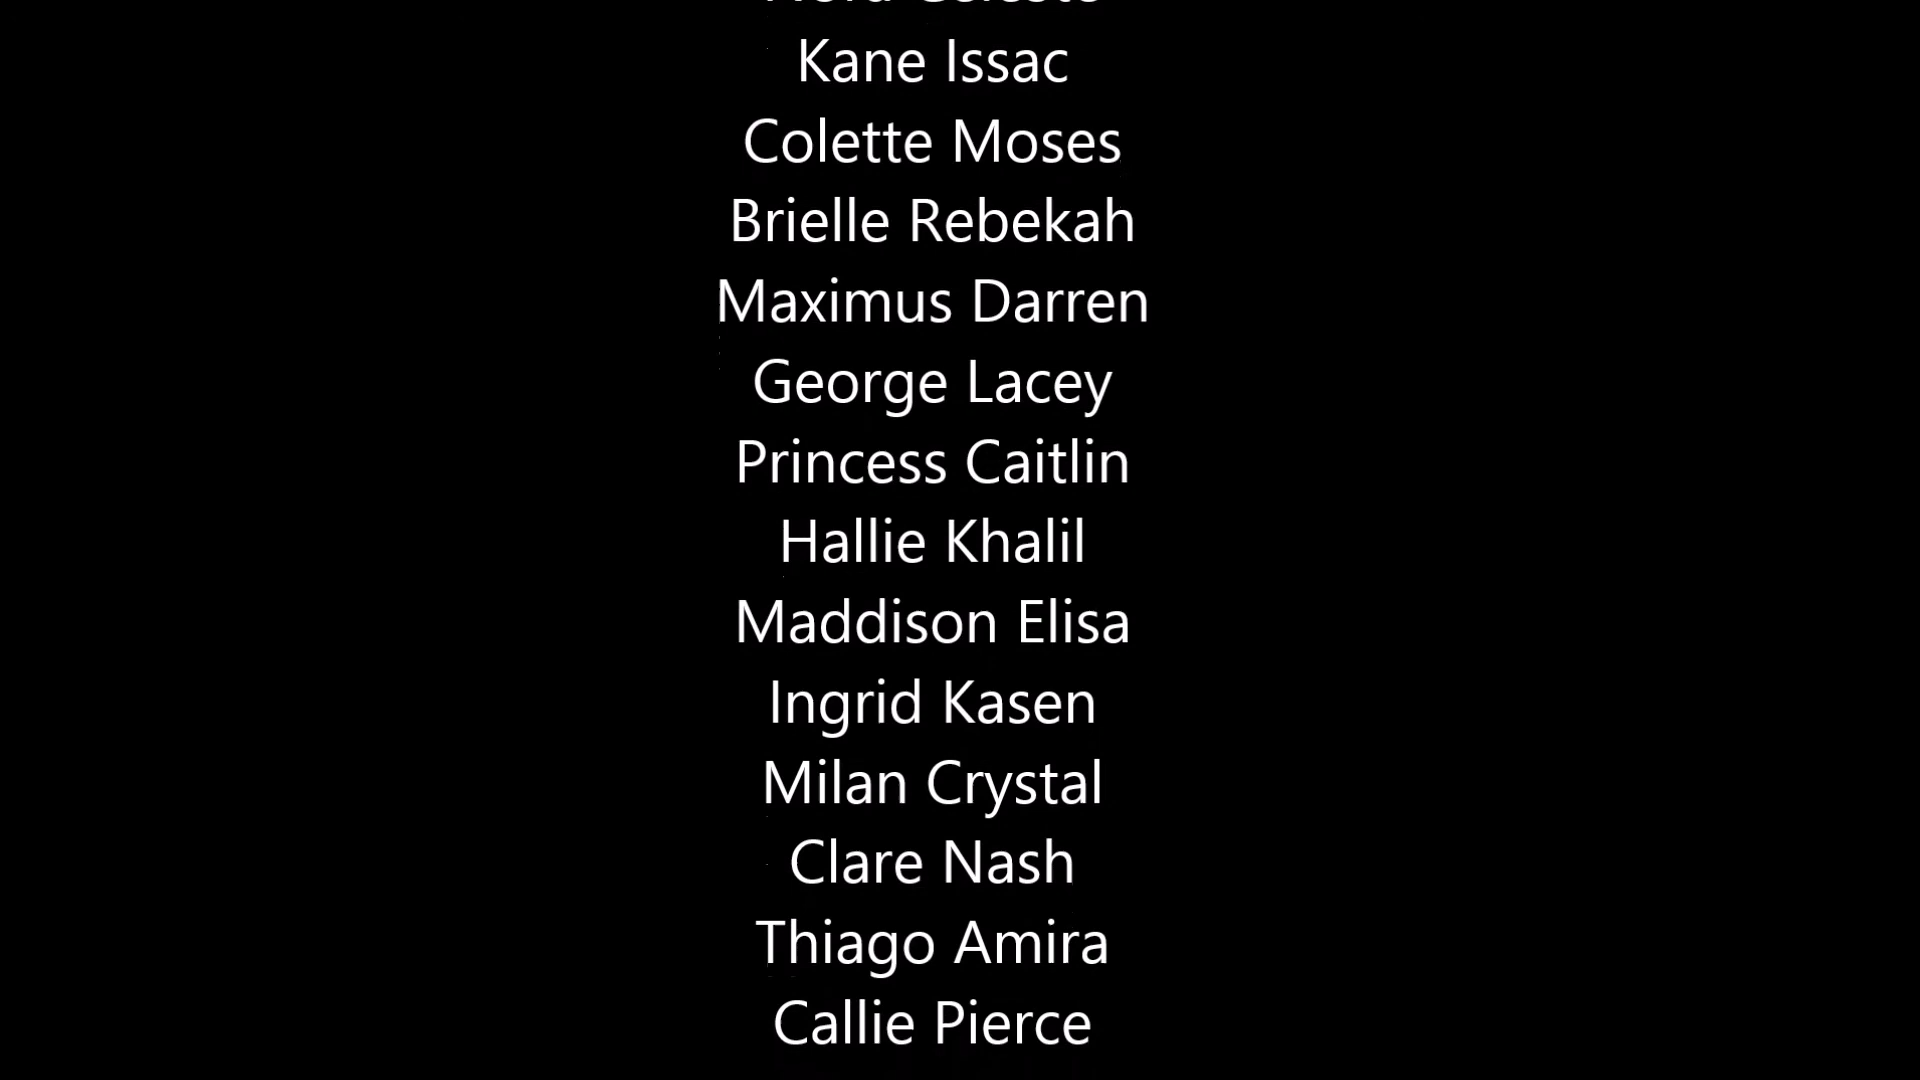 Kane Issac
Colette Moses
Brielle Rebekah
Maximus Darren
George Lacey
Princess Caitlin
Hallie Khalil
Maddison Elisa
Ingrid Kasen
Milan Crystal
Clare Nash
Thiago Amira
Callie Pierce